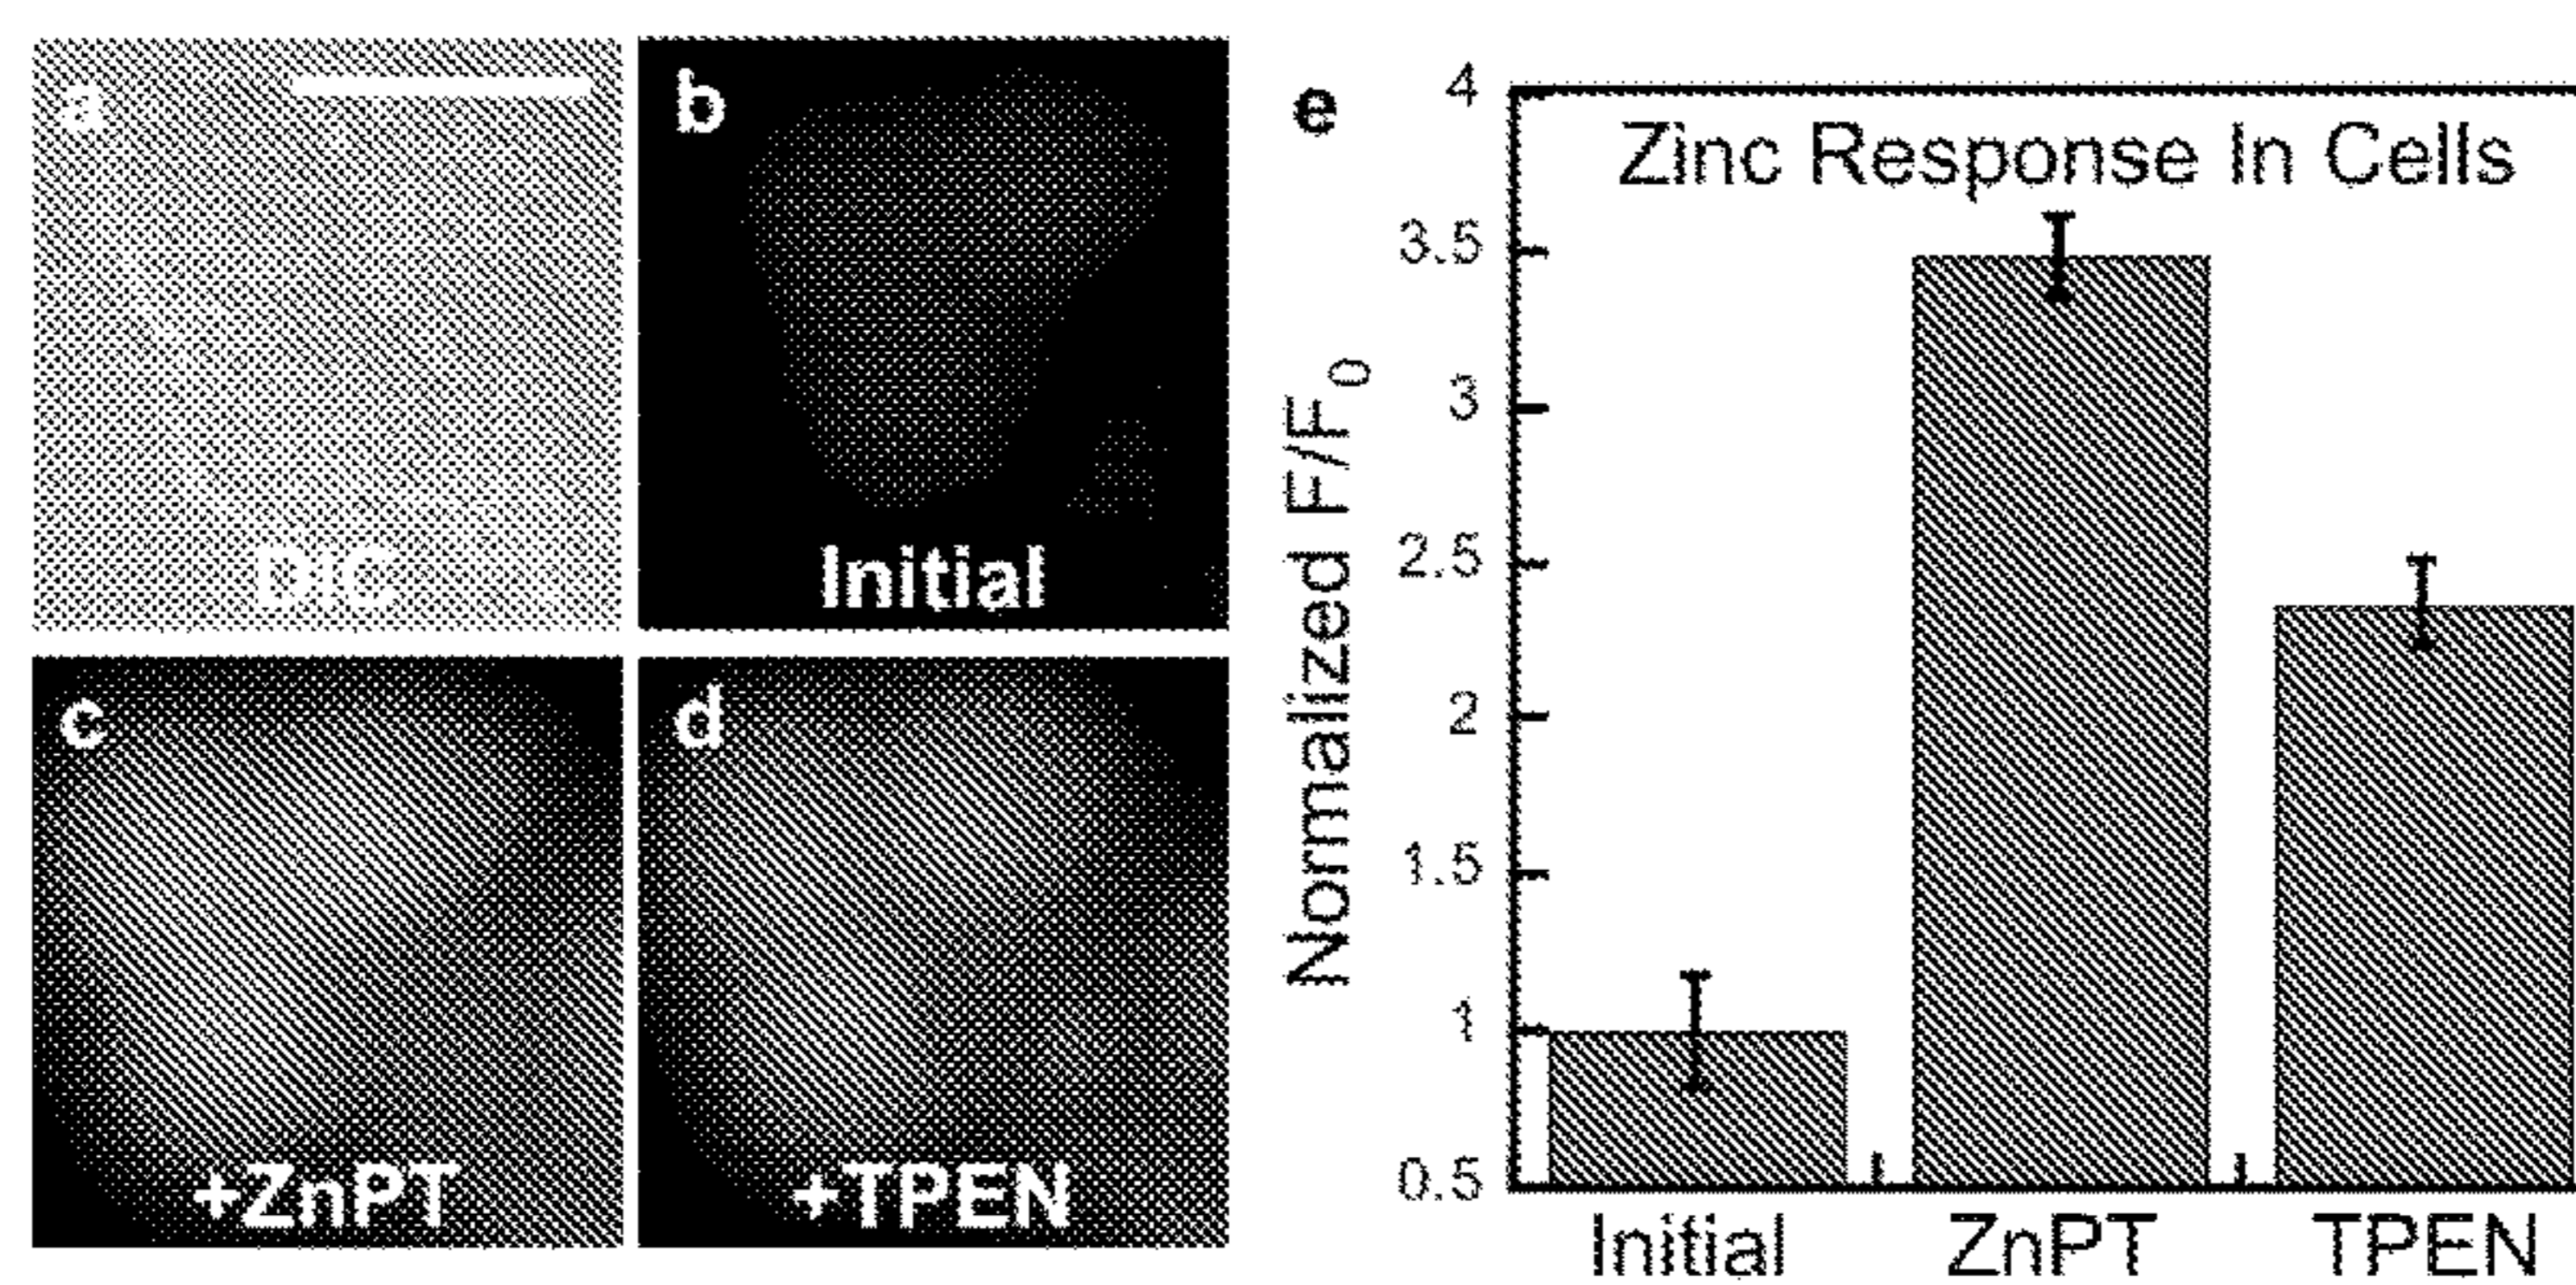 a
DIC
b
Initial
c
+ZnPT
d
+TPEN
e
Zinc Response In Cells
Normalized F/F₀
4
3.5
3
2.5
2
1.5
1
0.5
Initial
ZnPT
TPEN